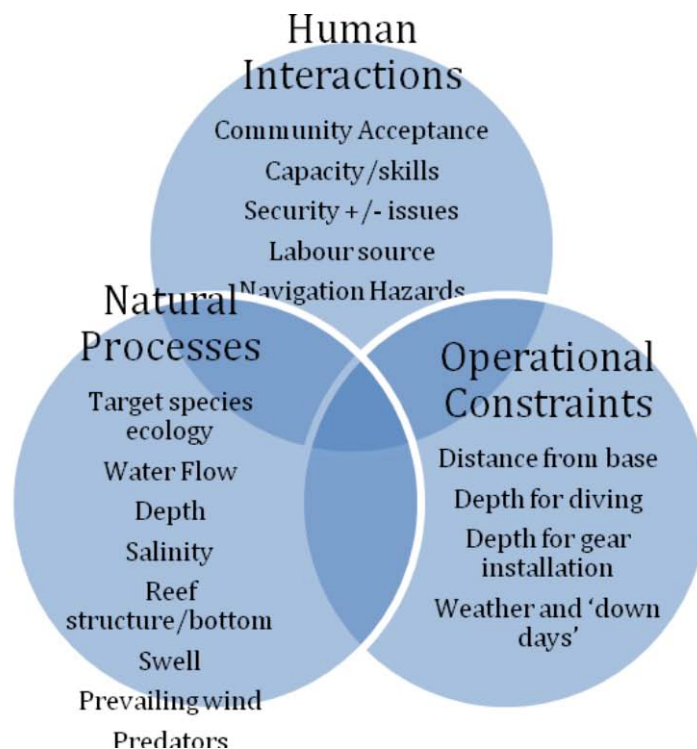 Human
Interactions
Community Acceptance
Capacity/skills
Security +/- issues
Labour source
Navigation Hazards
Natural
Processes
Target species
ecology
Water Flow
Depth
Salinity
Reef
structure/bottom
Swell
Prevailing wind
Predators
Operational
Constraints
Distance from base
Depth for diving
Depth for gear
installation
Weather and ‘down
days’